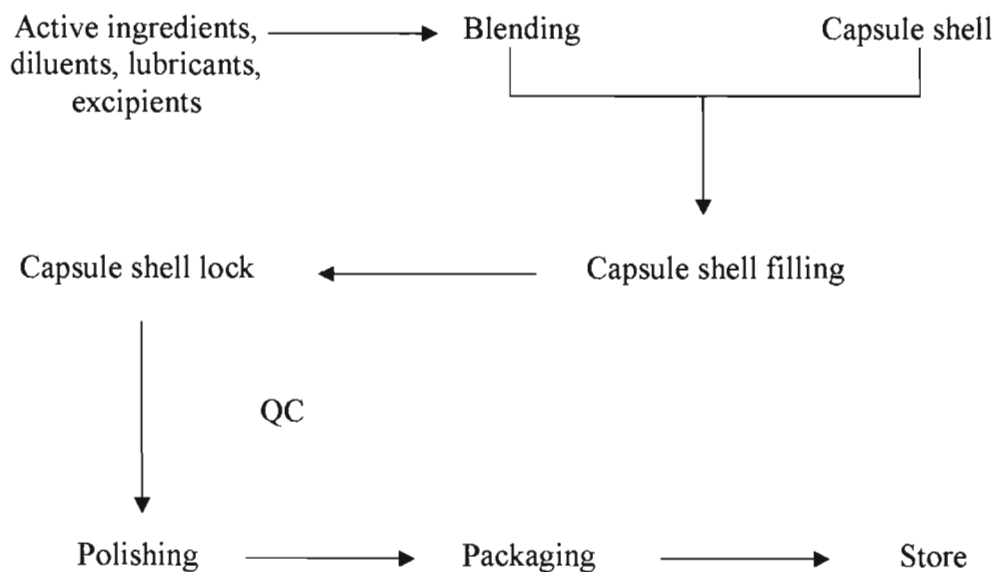 Active ingredients,
diluents, lubricants,
excipients
Blending
Capsule shell
Capsule shell lock
Capsule shell filling
QC
Polishing
Packaging
Store